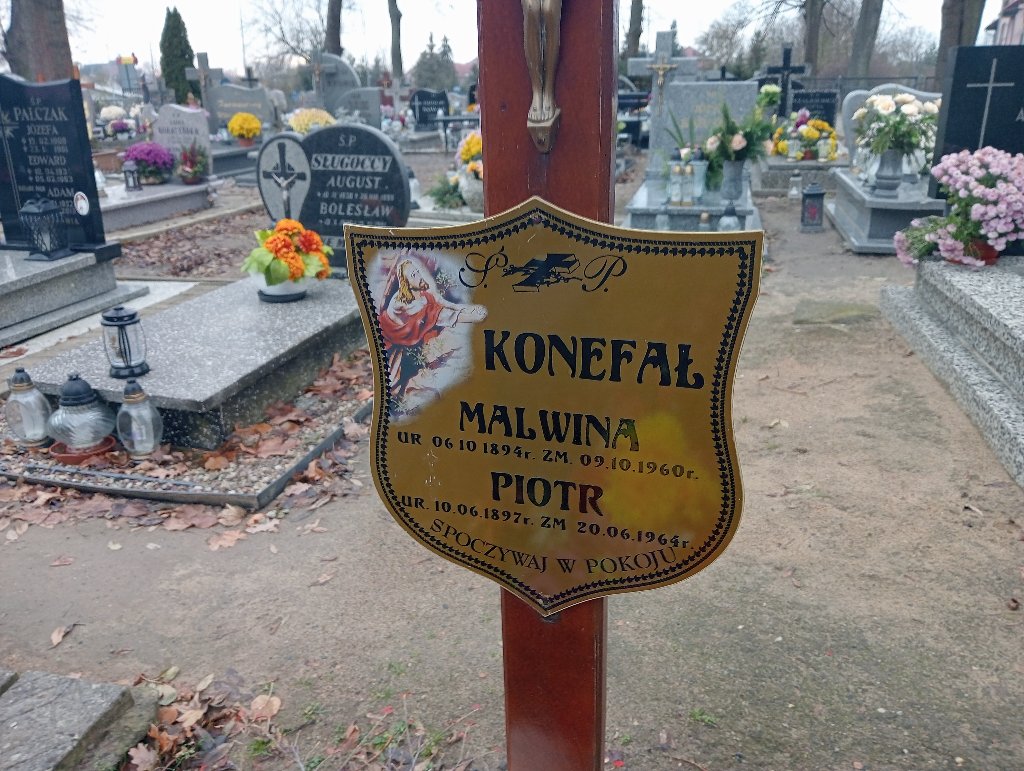 Ś. P.
KONEFAŁ
MALWINA
UR. 06 10 1894r. ZM. 09.10.1960r.
PIOTR
UR. 10.06.1897r. ZM 20.06.1964r.
SPOCZYWAJ W POKOJU
Ś.P.
PALCZAK
JÓZEFA
EDWARD
ADAM
Ś.P.
SŁUGOCCY
AUGUST
BOLESŁAW